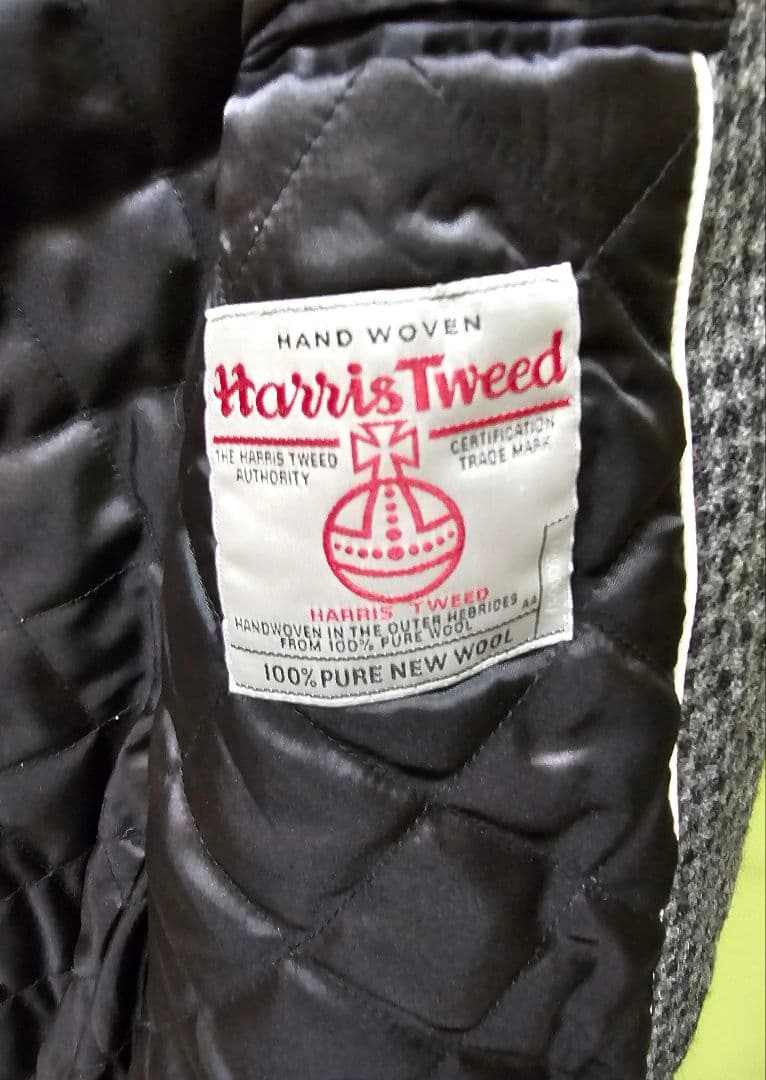 HAND WOVEN
Harris Tweed
THE HARRIS TWEED
AUTHORITY
CERTIFICATION
TRADE MARK
HARRIS TWEED
HANDWOVEN IN THE OUTER HEBRIDES
FROM 100% PURE WOOL
100% PURE NEW WOOL